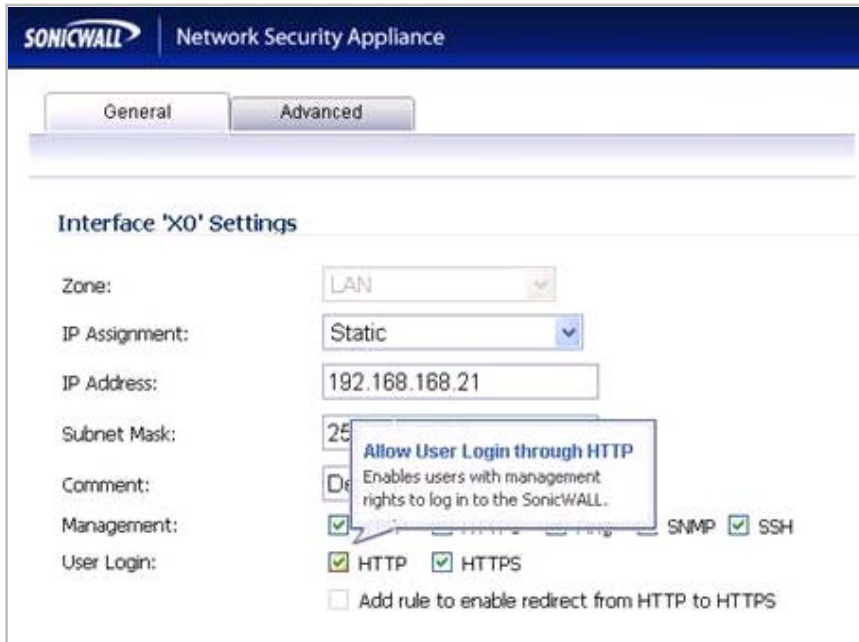 SONICWALL Network Security Appliance
General Advanced
Interface 'X0' Settings
Zone: LAN
IP Assignment: Static
IP Address: 192.168.168.21
Subnet Mask: 25
Allow User Login through HTTP
Enables users with management
rights to log in to the SonicWALL.
Comment: De
Management: SNMP SSH
User Login: HTTP HTTPS
Add rule to enable redirect from HTTP to HTTPS